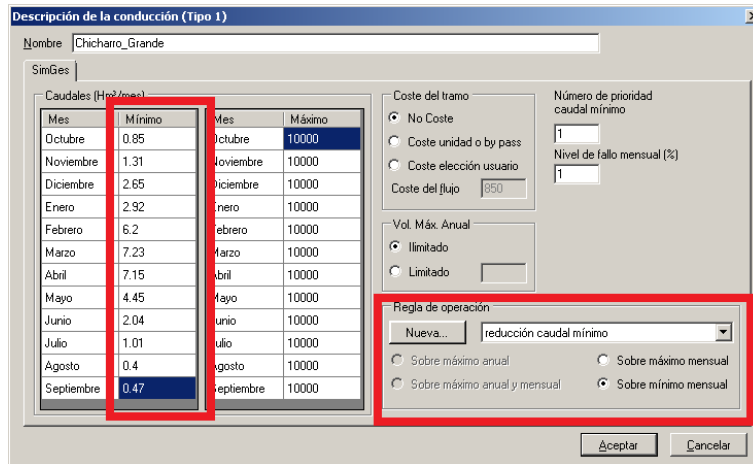 Descripción de la conducción (Tipo 1)
Nombre Chicharro_Grande
SimGes
Caudales (Hm³/mes)
Mes Mínimo Mes Máximo
Octubre 0.85 Octubre 10000
Noviembre 1.31 Noviembre 10000
Diciembre 2.65 Diciembre 10000
Enero 2.92 Enero 10000
Febrero 6.2 Febrero 10000
Marzo 7.23 Marzo 10000
Abril 7.15 Abril 10000
Mayo 4.45 Mayo 10000
Junio 2.04 Junio 10000
Julio 1.01 Julio 10000
Agosto 0.4 Agosto 10000
Septiembre 0.47 Septiembre 10000
Coste del tramo
No Coste
Coste unidad o by pass
Coste elección usuario
Coste del flujo 850
Vol. Máx. Anual
Ilimitado
Limitado
Número de prioridad
caudal mínimo
1
Nivel de fallo mensual (%)
1
Regla de operación
Nueva... reducción caudal mínimo
Sobre máximo anual Sobre máximo mensual
Sobre máximo anual y mensual Sobre mínimo mensual
Aceptar Cancelar